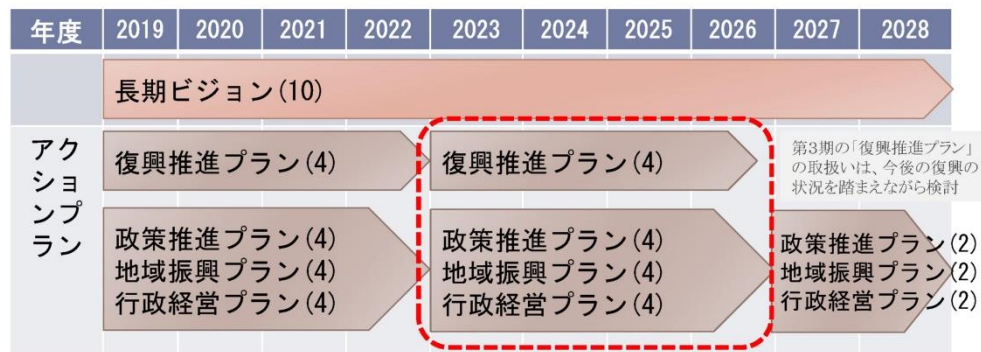 年度 2019 2020 2021 2022 2023 2024 2025 2026 2027 2028
長期ビジョン(10)
アクションプラン
復興推進プラン(4)
復興推進プラン(4)
第3期の「復興推進プラン」
の取扱いは、今後の復興の
状況を踏まえながら検討
政策推進プラン(4)
地域振興プラン(4)
行政経営プラン(4)
政策推進プラン(4)
地域振興プラン(4)
行政経営プラン(4)
政策推進プラン(2)
地域振興プラン(2)
行政経営プラン(2)